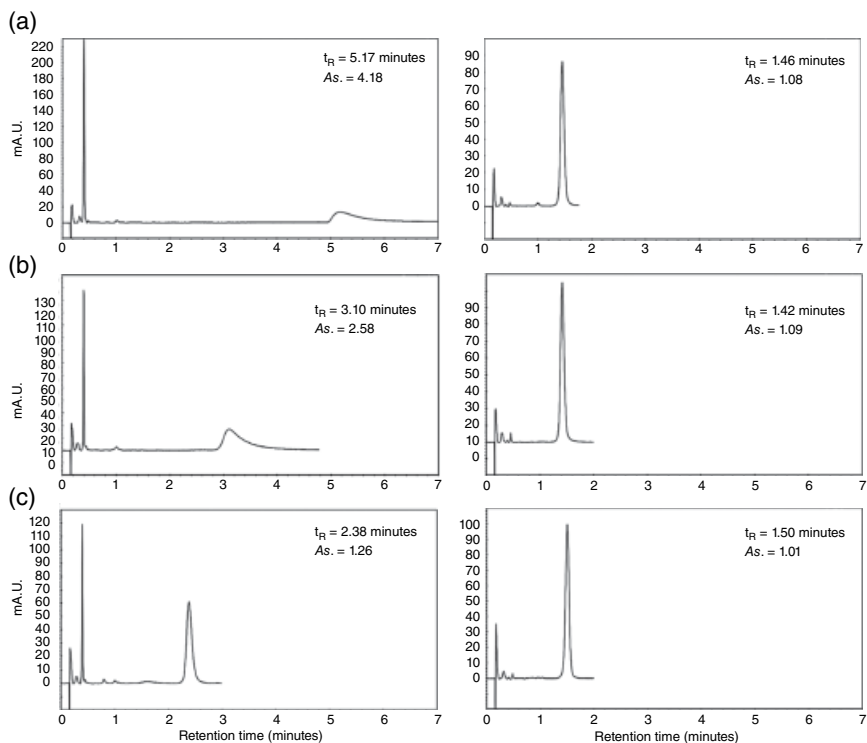 (a)
t_R = 5.17 minutes
As. = 4.18
mA.U.
220
200
180
160
140
120
100
80
60
40
20
0
0 1 2 3 4 5 6 7
t_R = 1.46 minutes
As. = 1.08
90
80
70
60
50
40
30
20
10
0
0 1 2 3 4 5 6 7
(b)
t_R = 3.10 minutes
As. = 2.58
mA.U.
130
120
110
100
90
80
70
60
50
40
30
20
10
0
0 1 2 3 4 5 6 7
t_R = 1.42 minutes
As. = 1.09
100
90
80
70
60
50
40
30
20
10
0
0 1 2 3 4 5 6 7
(c)
t_R = 2.38 minutes
As. = 1.26
mA.U.
120
110
100
90
80
70
60
50
40
30
20
10
0
0 1 2 3 4 5 6 7
Retention time (minutes)
t_R = 1.50 minutes
As. = 1.01
100
90
80
70
60
50
40
30
20
10
0
0 1 2 3 4 5 6 7
Retention time (minutes)